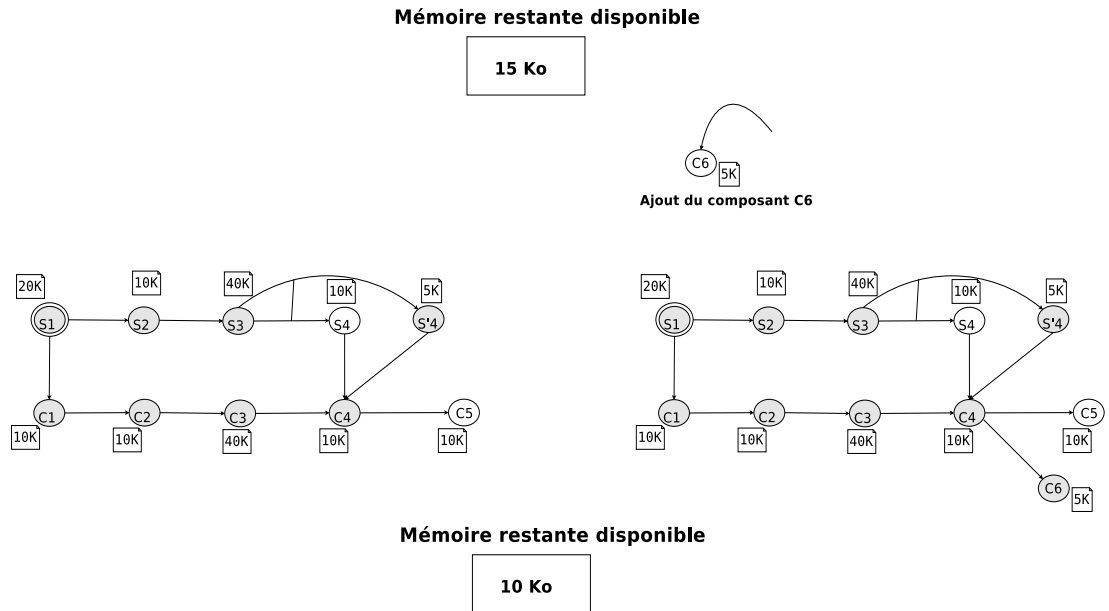 Mémoire restante disponible
15 Ko
C6
5K
Ajout du composant C6
20K
10K
40K
10K
5K
S1
S2
S3
S4
S'4
C1
C2
C3
C4
C5
10K
10K
40K
10K
10K
20K
10K
40K
10K
5K
S1
S2
S3
S4
S'4
C1
C2
C3
C4
C5
10K
10K
40K
10K
10K
C6
5K
Mémoire restante disponible
10 Ko